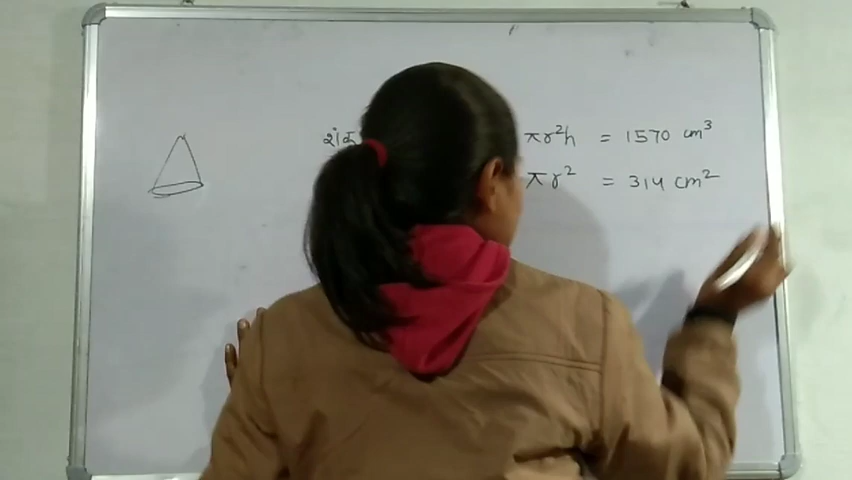 πr²h = 1570 cm³
πr² = 314 cm²